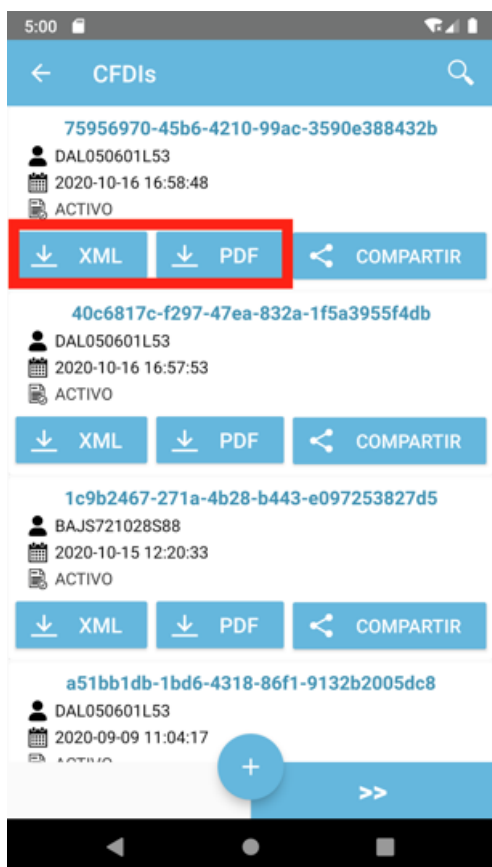 5:00
CFDIs
75956970-45b6-4210-99ac-3590e388432b
DAL050601L53
2020-10-16 16:58:48
ACTIVO
XML PDF COMPARTIR
40c6817c-f297-47ea-832a-1f5a3955f4db
DAL050601L53
2020-10-16 16:57:53
ACTIVO
XML PDF COMPARTIR
1c9b2467-271a-4b28-b443-e097253827d5
BAJS721028S88
2020-10-15 12:20:33
ACTIVO
XML PDF COMPARTIR
a51bb1db-1bd6-4318-86f1-9132b2005dc8
DAL050601L53
2020-09-09 11:04:17
+
>>